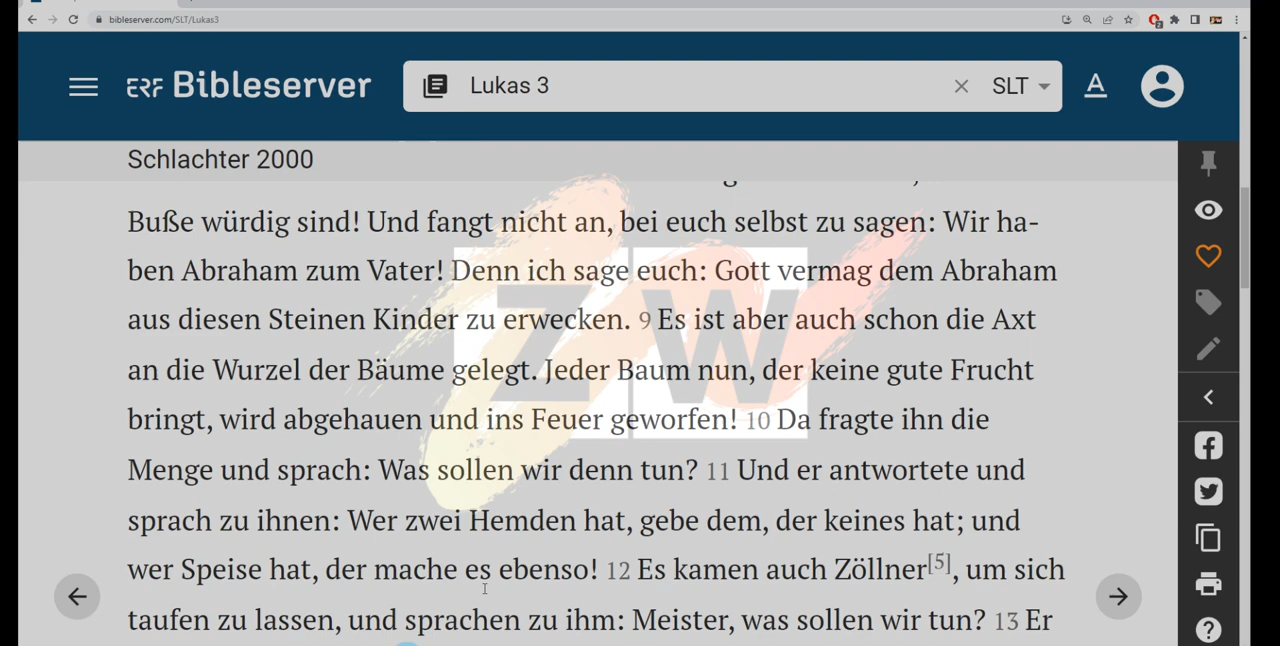 bibleserver.com/SLT/Lukas3
ERF Bibleserver
Lukas 3
SLT
A
Schlachter 2000
Buße würdig sind! Und fangt nicht an, bei euch selbst zu sagen: Wir ha-
ben Abraham zum Vater! Denn ich sage euch: Gott vermag dem Abraham
aus diesen Steinen Kinder zu erwecken. 9 Es ist aber auch schon die Axt
an die Wurzel der Bäume gelegt. Jeder Baum nun, der keine gute Frucht
bringt, wird abgehauen und ins Feuer geworfen! 10 Da fragte ihn die
Menge und sprach: Was sollen wir denn tun? 11 Und er antwortete und
sprach zu ihnen: Wer zwei Hemden hat, gebe dem, der keines hat; und
wer Speise hat, der mache es ebenso! 12 Es kamen auch Zöllner[5], um sich
taufen zu lassen, und sprachen zu ihm: Meister, was sollen wir tun? 13 Er
ZW